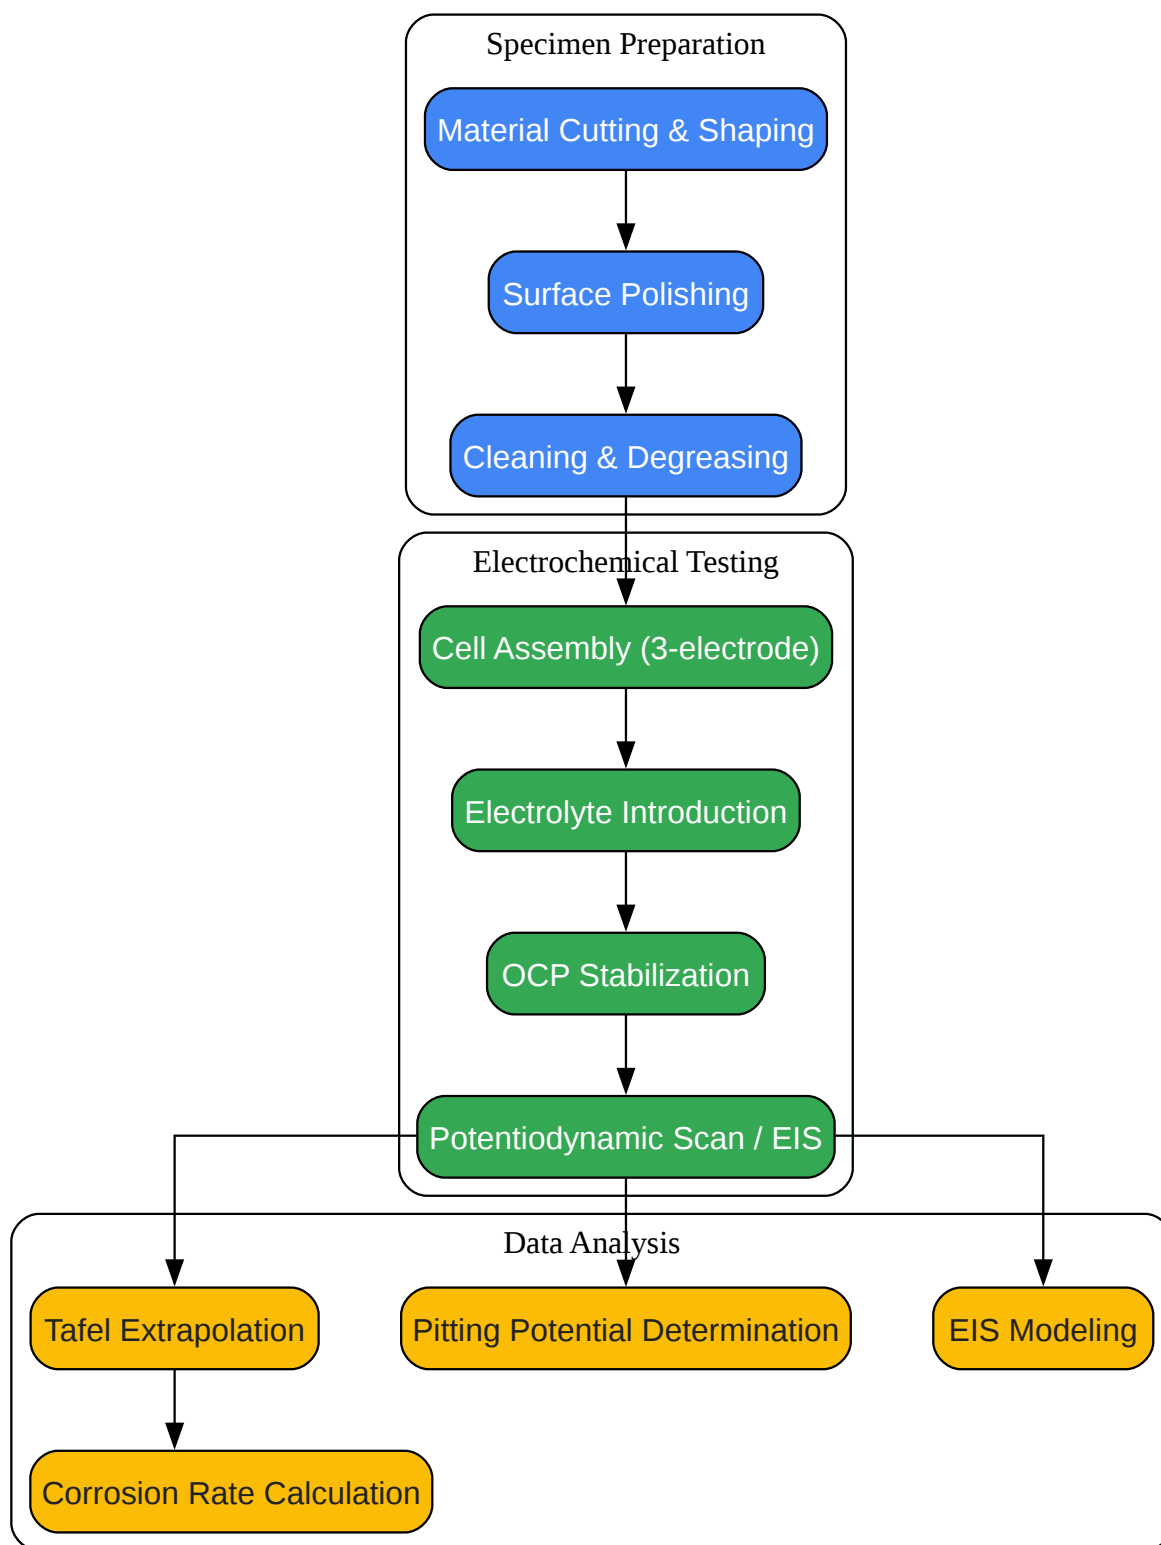 Specimen Preparation
Material Cutting & Shaping
Surface Polishing
Cleaning & Degreasing
Electrochemical Testing
Cell Assembly (3-electrode)
Electrolyte Introduction
OCP Stabilization
Potentiodynamic Scan / EIS
Data Analysis
Tafel Extrapolation
Pitting Potential Determination
EIS Modeling
Corrosion Rate Calculation